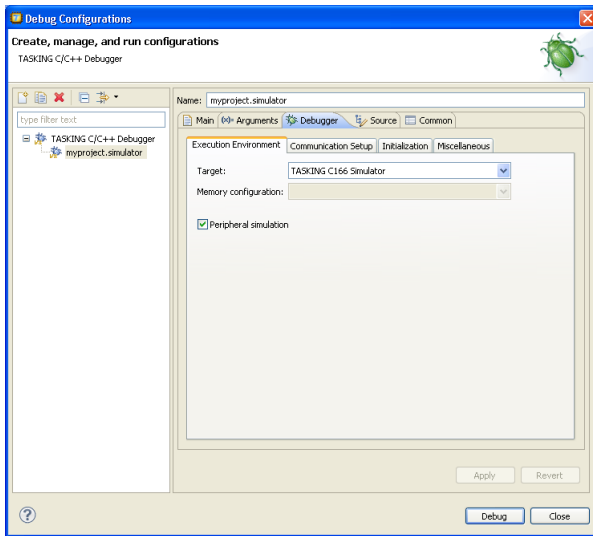 Debug Configurations
Create, manage, and run configurations
TASKING C/C++ Debugger
type filter text
TASKING C/C++ Debugger
myproject.simulator
Name: myproject.simulator
Main (x)= Arguments Debugger Source Common
Execution Environment Communication Setup Initialization Miscellaneous
Target: TASKING C166 Simulator
Memory configuration:
Peripheral simulation
Apply Revert
? Debug Close